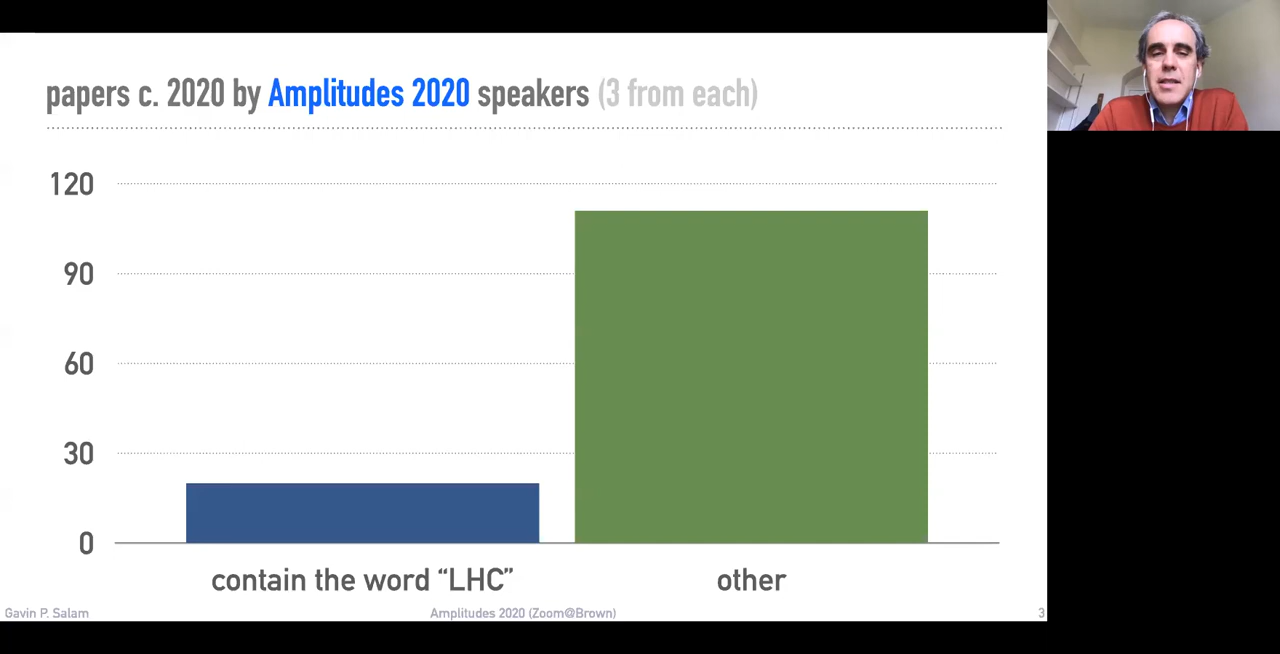 papers c. 2020 by Amplitudes 2020 speakers (3 from each)
120
90
60
30
0
contain the word “LHC”
other
Gavin P. Salam
Amplitudes 2020 (Zoom@Brown)
3